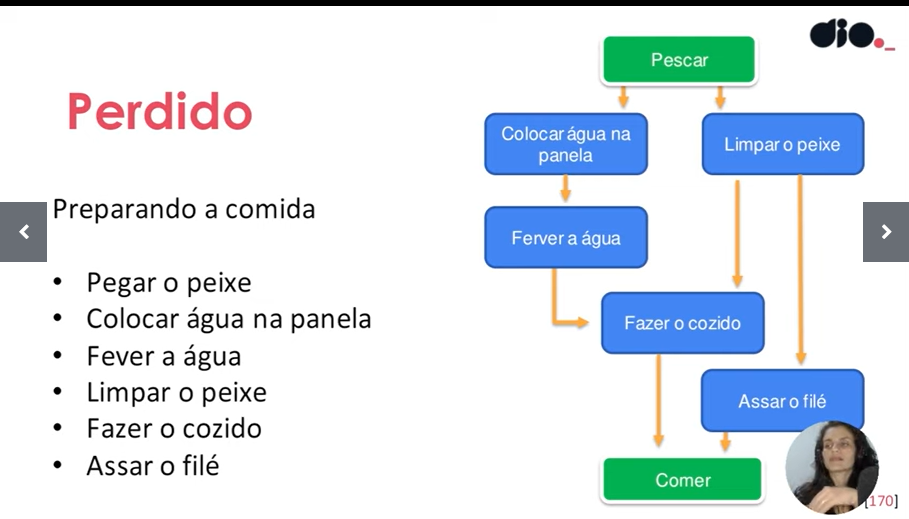 dio._
Perdido
Preparando a comida
• Pegar o peixe
• Colocar água na panela
• Fever a água
• Limpar o peixe
• Fazer o cozido
• Assar o filé
Pescar
Colocar água na
panela
Limpar o peixe
Ferver a água
Fazer o cozido
Assar o filé
Comer
[170]